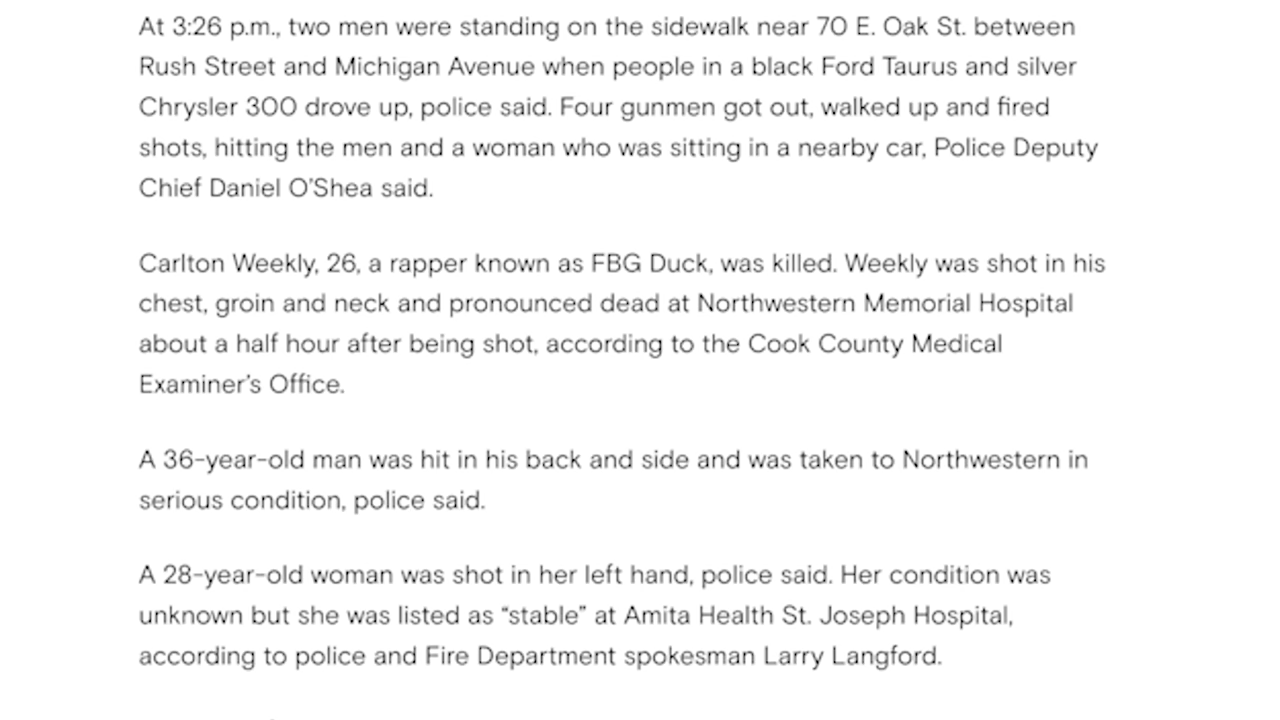 At 3:26 p.m., two men were standing on the sidewalk near 70 E. Oak St. between
Rush Street and Michigan Avenue when people in a black Ford Taurus and silver
Chrysler 300 drove up, police said. Four gunmen got out, walked up and fired
shots, hitting the men and a woman who was sitting in a nearby car, Police Deputy
Chief Daniel O’Shea said.
Carlton Weekly, 26, a rapper known as FBG Duck, was killed. Weekly was shot in his
chest, groin and neck and pronounced dead at Northwestern Memorial Hospital
about a half hour after being shot, according to the Cook County Medical
Examiner’s Office.
A 36-year-old man was hit in his back and side and was taken to Northwestern in
serious condition, police said.
A 28-year-old woman was shot in her left hand, police said. Her condition was
unknown but she was listed as “stable” at Amita Health St. Joseph Hospital,
according to police and Fire Department spokesman Larry Langford.